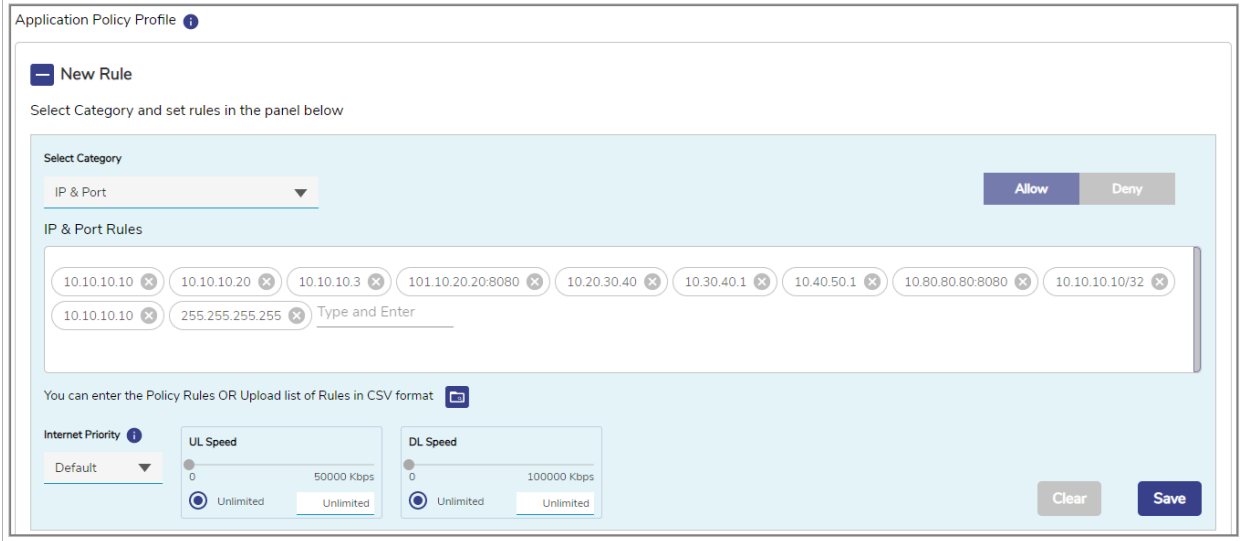 Application Policy Profile
New Rule
Select Category and set rules in the panel below
Select Category
IP & Port
Allow Deny
IP & Port Rules
10.10.10.10 10.10.10.20 10.10.10.3 101.10.20.20:8080 10.20.30.40 10.30.40.1 10.40.50.1 10.80.80.80:8080 10.10.10.10/32
10.10.10.10 255.255.255.255 Type and Enter
You can enter the Policy Rules OR Upload list of Rules in CSV format
Internet Priority
Default
UL Speed
0 50000 Kbps
Unlimited Unlimited
DL Speed
0 100000 Kbps
Unlimited Unlimited
Clear Save